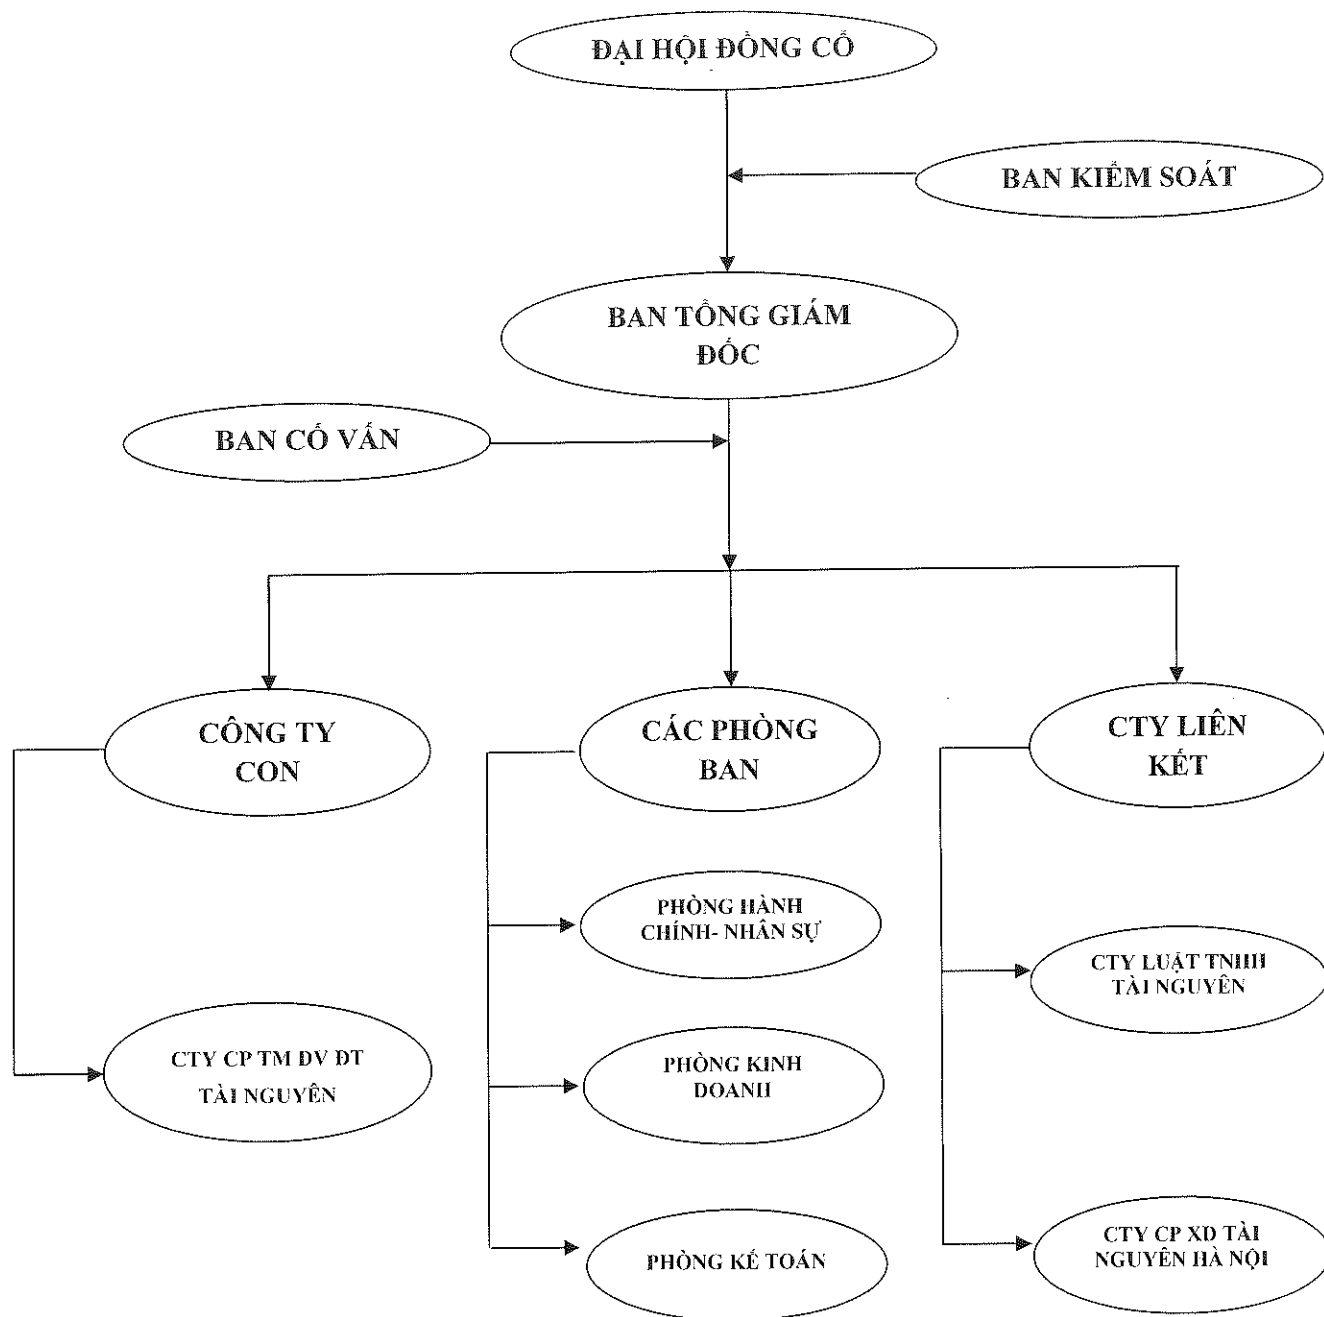 ĐẠI HỘI ĐỒNG CỔ
BAN KIỂM SOÁT
BAN TỔNG GIÁM
ĐỐC
BAN CỐ VẤN
CÔNG TY
CON
CÁC PHÒNG
BAN
CTY LIÊN
KẾT
PHÒNG HÀNH
CHÍNH- NHÂN SỰ
CTY LUẬT TNHH
TÀI NGUYÊN
CTY CP TM DV ĐT
TÀI NGUYÊN
PHÒNG KINH
DOANH
PHÒNG KẾ TOÁN
CTY CP XD TÀI
NGUYÊN HÀ NỘI